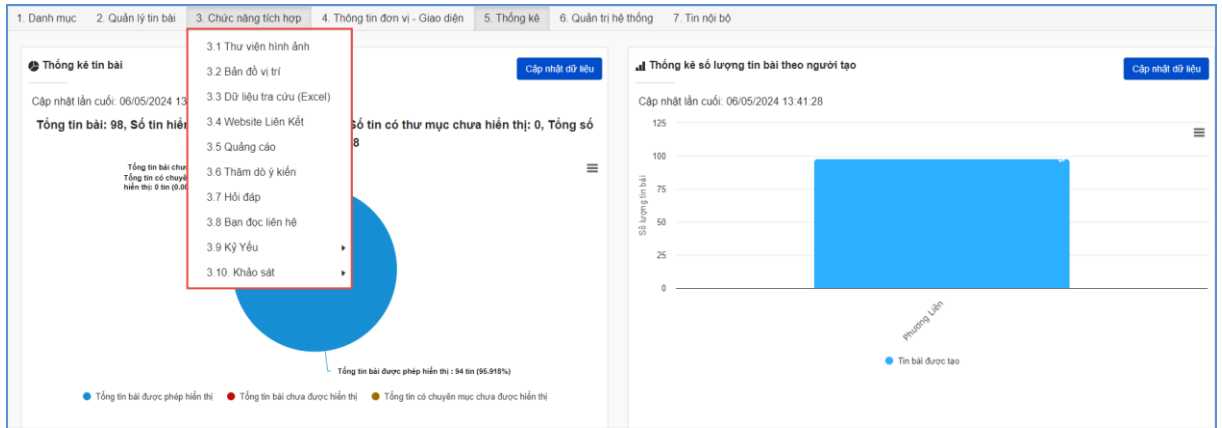 1. Danh mục 2. Quản lý tin bài 3. Chức năng tích hợp 4. Thông tin đơn vị - Giao diện 5. Thống kê 6. Quản trị hệ thống 7. Tin nội bộ
3.1 Thư viện hình ảnh
3.2 Bản đồ vị trí
3.3 Dữ liệu tra cứu (Excel)
3.4 Website Liên Kết
3.5 Quảng cáo
3.6 Thăm dò ý kiến
3.7 Hỏi đáp
3.8 Bạn đọc liên hệ
3.9 Kỷ Yếu
3.10. Khảo sát
Thống kê tin bài
Cập nhật dữ liệu
Cập nhật lần cuối: 06/05/2024 13
Tổng tin bài: 98, Số tin hiển Số tin có thư mục chưa hiển thị: 0, Tổng số
8
Tổng tin bài chư
Tổng tin có chuyê
hiển thị: 0 tin (0.00
Tổng tin bài được phép hiển thị : 94 tin (95.918%)
Tổng tin bài được phép hiển thị Tổng tin bài chưa được hiển thị Tổng tin có chuyên mục chưa được hiển thị
Thống kê số lượng tin bài theo người tạo
Cập nhật dữ liệu
Cập nhật lần cuối: 06/05/2024 13:41:28
Số lượng tin bài
125
100
75
50
25
0
Phương Liên
Tin bài được tạo